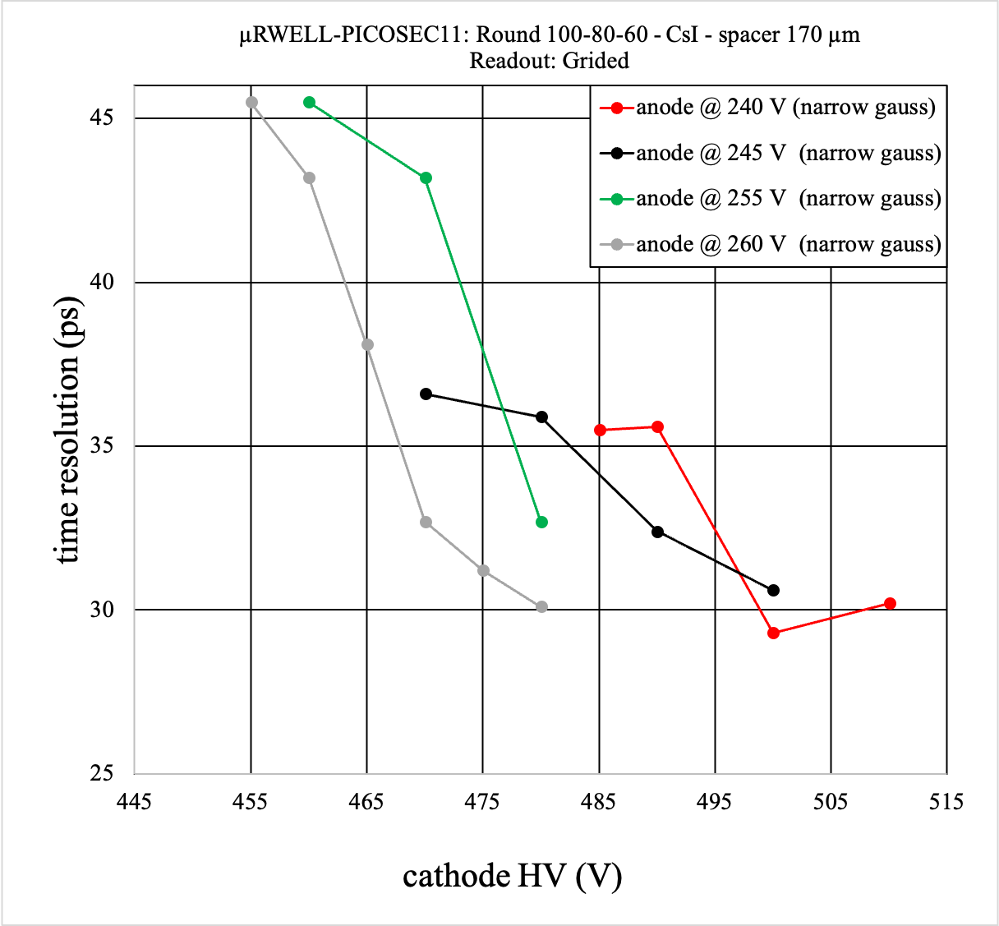 µRWELL-PICOSEC11: Round 100-80-60 - CsI - spacer 170 µm
Readout: Grided
anode @ 240 V (narrow gauss)
anode @ 245 V (narrow gauss)
anode @ 255 V (narrow gauss)
anode @ 260 V (narrow gauss)
time resolution (ps)
45
40
35
30
25
445 455 465 475 485 495 505 515
cathode HV (V)